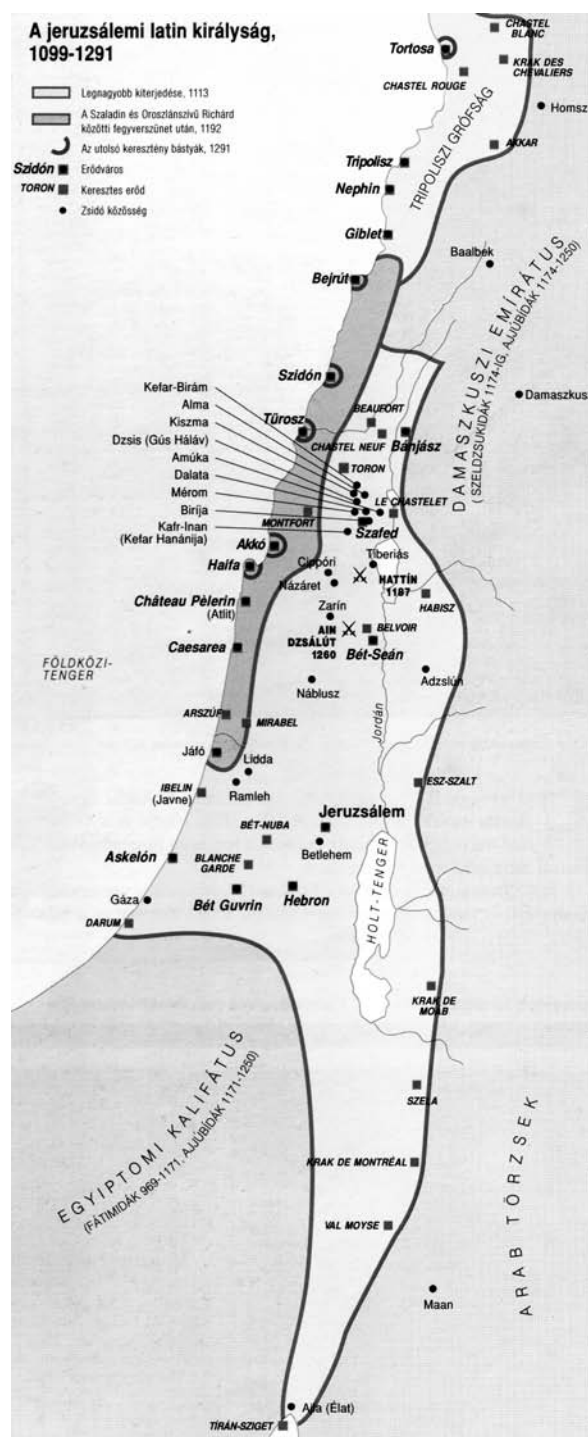 A jeruzsálemi latin királyság,
1099-1291
Legnagyobb kiterjedése, 1113
A Szaladin és Oroszlánszívű Richárd
közötti fegyverszünet után, 1192
Az utolsó keresztény bástyák, 1291
Szidón Erődváros
TORON Keresztes erőd
Zsidó közösség
CHASTEL
BLANC
Tortosa
KRAK DES
CHEVALIERS
CHASTEL ROUGE
Homsz
TRIPOLISZI GRÓFSÁG
AKKAR
Tripolisz
Nephin
Giblet
Baalbek
Bejrút
DAMASZKUSZI EMÍRÁTUS
(SZELDZSUKIDÁK 1174-IG, AJJÚBÍDÁK 1174-1250)
Szidón
Kefar-Birám
Damaszkus
Alma
BEAUFORT
Kiszma
Türosz
Bánjász
Dzsis (Gús Háláv)
CHASTEL NEUF
Amúka
TORON
Dalata
LE CHASTELET
Mérom
Biríja
MONTFORT
Szafed
Kafr-Inan
(Kefar Hanánija)
Akkó
Cippóri
Tiberiás
Haifa
HATTÍN
1187
Názáret
HABISZ
Château Pèlerin
(Atlit)
Zarín
AIN
DZSÁLÚT
1260
BELVOIR
Caesarea
Bét-Seán
FÖLDKÖZI-
TENGER
Adzslún
Náblusz
ARSZÚF
MIRABEL
Jordán
Jáfó
Lidda
IBELIN
(Javne)
Ramleh
ESZ-SZALT
Jeruzsálem
BÉT-NUBA
Betlehem
Askelón
BLANCHE
GARDE
Gáza
Bét Guvrin
Hebron
HOLT-TENGER
DARUM
KRAK DE
MOAB
EGYIPTOMI KALIFÁTUS
(FÁTIMIDÁK 969-1171, AJJÚBÍDÁK 1171-1250)
SZELA
KRAK DE MONTRÉAL
ARAB TÖRZSEK
VAL MOYSE
Maan
Aila (Élat)
TÍRÁN-SZIGET